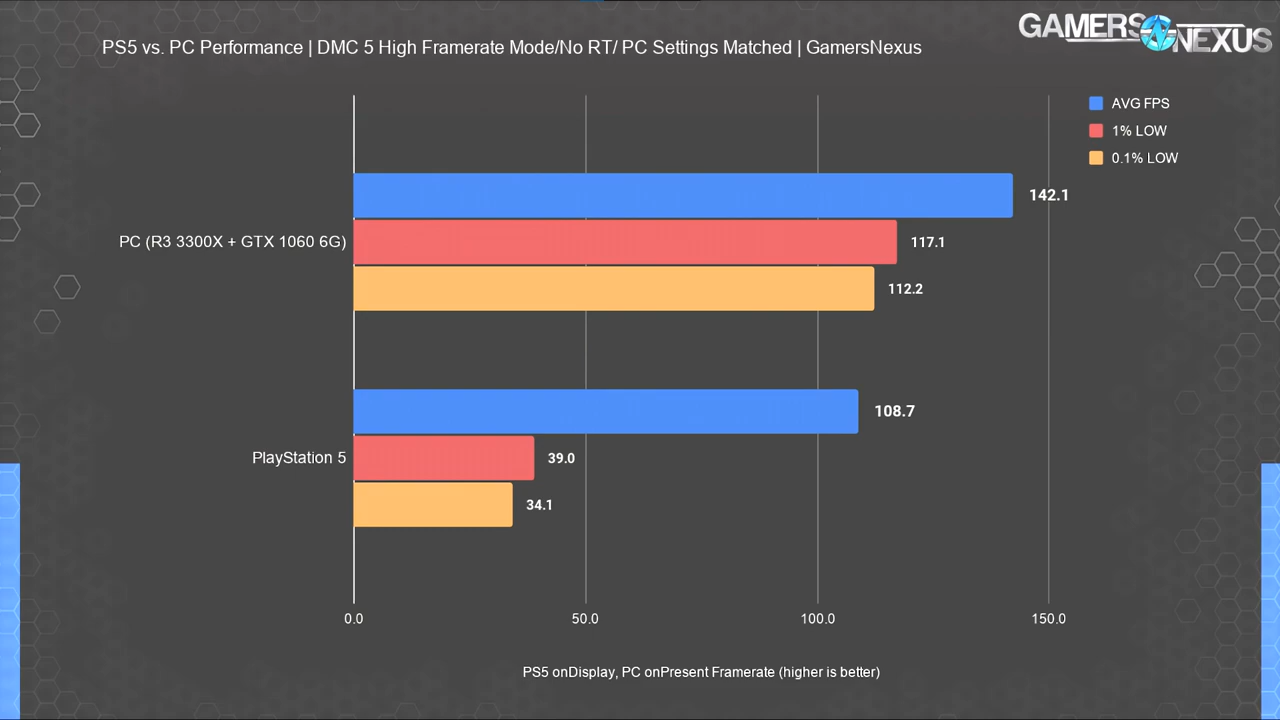 GAMERS NEXUS
PS5 vs. PC Performance | DMC 5 High Framerate Mode/No RT/ PC Settings Matched | GamersNexus
AVG FPS
1% LOW
0.1% LOW
PC (R3 3300X + GTX 1060 6G)
142.1
117.1
112.2
PlayStation 5
108.7
39.0
34.1
0.0 50.0 100.0 150.0
PS5 onDisplay, PC onPresent Framerate (higher is better)